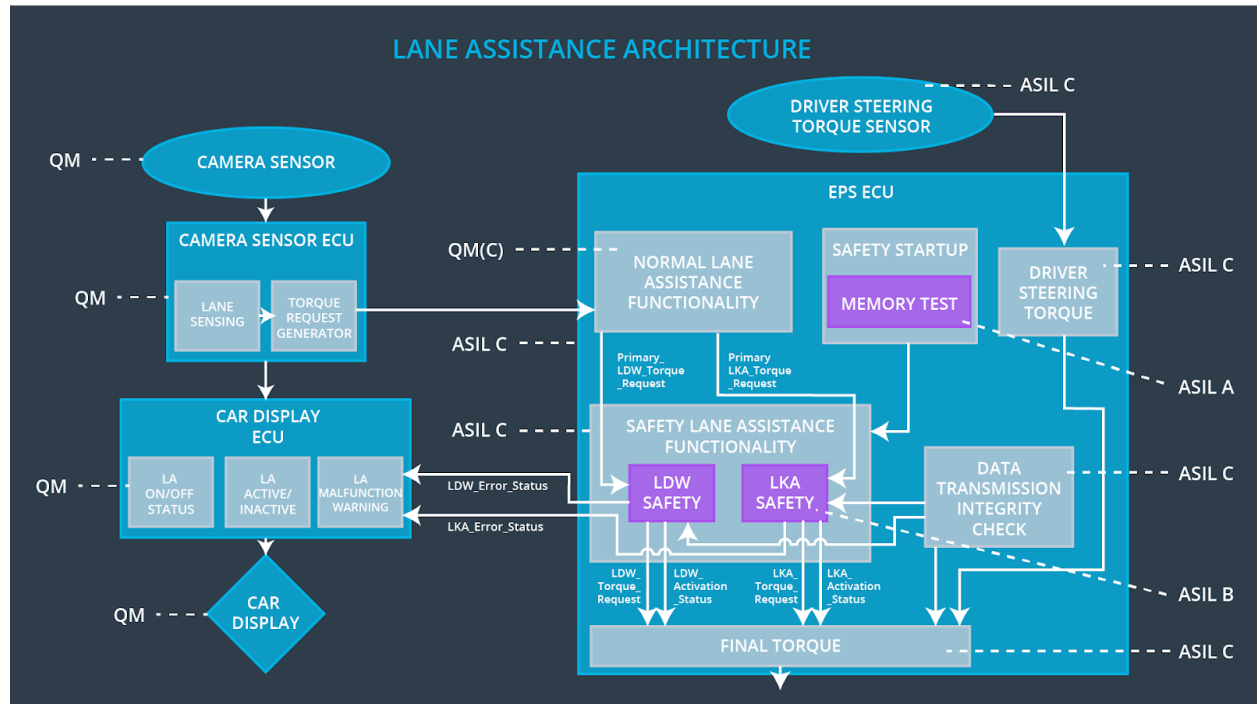 LANE ASSISTANCE ARCHITECTURE
ASIL C
DRIVER STEERING
TORQUE SENSOR
QM
CAMERA SENSOR
EPS ECU
CAMERA SENSOR ECU
QM(C)
NORMAL LANE
ASSISTANCE
FUNCTIONALITY
SAFETY STARTUP
MEMORY TEST
DRIVER
STEERING
TORQUE
ASIL C
QM
LANE
SENSING
TORQUE
REQUEST
GENERATOR
ASIL C
Primary_
LDW_Torque
_Request
Primary
LKA_Torque
_Request
ASIL A
CAR DISPLAY
ECU
ASIL C
SAFETY LANE ASSISTANCE
FUNCTIONALITY
QM
LA
ON/OFF
STATUS
LA
ACTIVE/
INACTIVE
LA
MALFUNCTION
WARNING
LDW_Error_Status
LKA_Error_Status
LDW
SAFETY
LKA
SAFETY
DATA
TRANSMISSION
INTEGRITY
CHECK
ASIL C
LDW_
Torque_
Request
LDW_
Activation
_Status
LKA_
Torque_
Request
LKA_
Activation
_Status
ASIL B
QM
CAR
DISPLAY
FINAL TORQUE
ASIL C